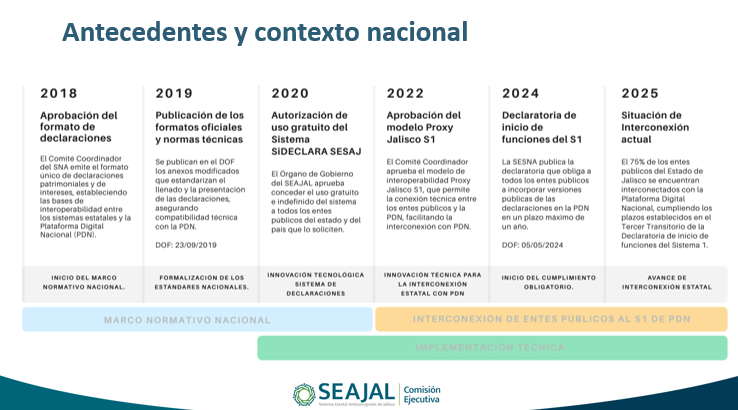 Antecedentes y contexto nacional
2018
Aprobación del
formato de
declaraciones
El Comité Coordinador
del SNA emite el formato
único de declaraciones
patrimoniales y de
intereses, estableciendo
las bases de
interoperabilidad entre
los sistemas estatales y la
Plataforma Digital
Nacional (PDN).
INICIO DEL MARCO
NORMATIVO NACIONAL.
2019
Publicación de los
formatos oficiales
y normas técnicas
Se publican en el DOF
los anexos modificados
que estandarizan el
llenado y la presentación
de las declaraciones,
asegurando
compatibilidad técnica
con la PDN.
DOF: 23/09/2019
FORMALIZACIÓN DE LOS
ESTÁNDARES NACIONALES.
2020
Autorización de
uso gratuito del
Sistema
SiDECLARA SESAJ
El Órgano de Gobierno
del SEAJAL aprueba
conceder el uso gratuito
e indefinido del sistema
a todos los entes
públicos del estado y del
país que lo soliciten.
INNOVACIÓN TECNOLÓGICA
SISTEMA DE
DECLARACIONES
2022
Aprobación del
modelo Proxy
Jalisco S1
El Comité Coordinador
aprueba el modelo de
interoperabilidad Proxy
Jalisco S1, que permite
la conexión técnica entre
los entes públicos y la
PDN, facilitando la
interconexión con PDN.
INNOVACIÓN TÉCNICA PARA
LA INTERCONEXIÓN
ESTATAL CON PDN
2024
Declaratoria de
inicio de
funciones del S1
La SESNA publica la
declaratoria que obliga a
todos los entes públicos
a incorporar versiones
públicas de las
declaraciones en la PDN
en un plazo máximo de
un año.
DOF: 05/05/2024
INICIO DEL CUMPLIMIENTO
OBLIGATORIO.
2025
Situación de
Interconexión
actual
El 75% de los entes
públicos del Estado de
Jalisco se encuentran
interconectados con la
Plataforma Digital
Nacional, cumpliendo los
plazos establecidos en el
Tercer Transitorio de la
Declaratoria de inicio de
funciones del Sistema 1.
AVANCE DE
INTERCONEXIÓN ESTATAL
MARCO NORMATIVO NACIONAL
INTERCONEXIÓN DE ENTES PÚBLICOS AL S1 DE PDN
IMPLEMENTACIÓN TÉCNICA
SEAJAL
Sistema Estatal Anticorrupción de Jalisco
Comisión
Ejecutiva